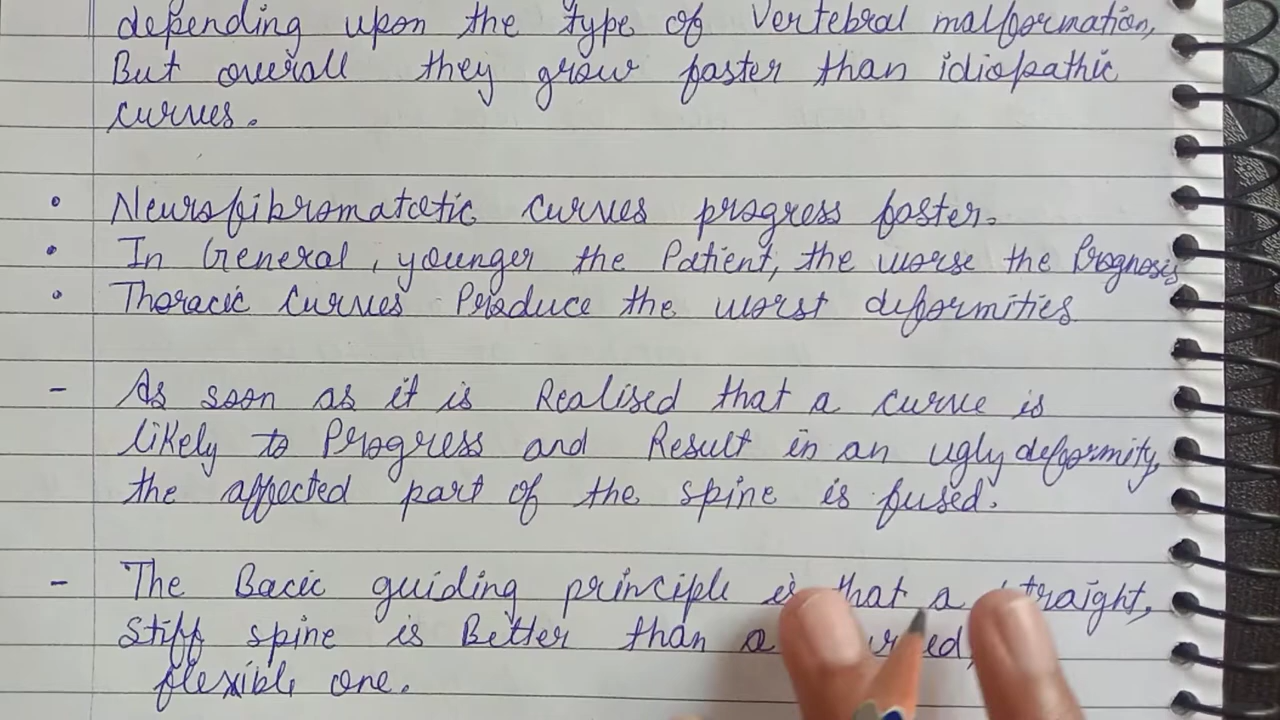 depending upon the type of Vertebral malformation,
But overall they grow faster than idiopathic
curves.
• Neurofibromatotic curves progress faster.
• In General, younger the Patient, the worse the Prognosis
• Thoracic Curves Produce the worst deformities
- As soon as it is Realised that a curve is
likely to Progress and Result in an ugly deformity,
the affected part of the spine is fused.
- The Basic guiding principle is that a straight,
Stiff spine is Better than a
flexible one.